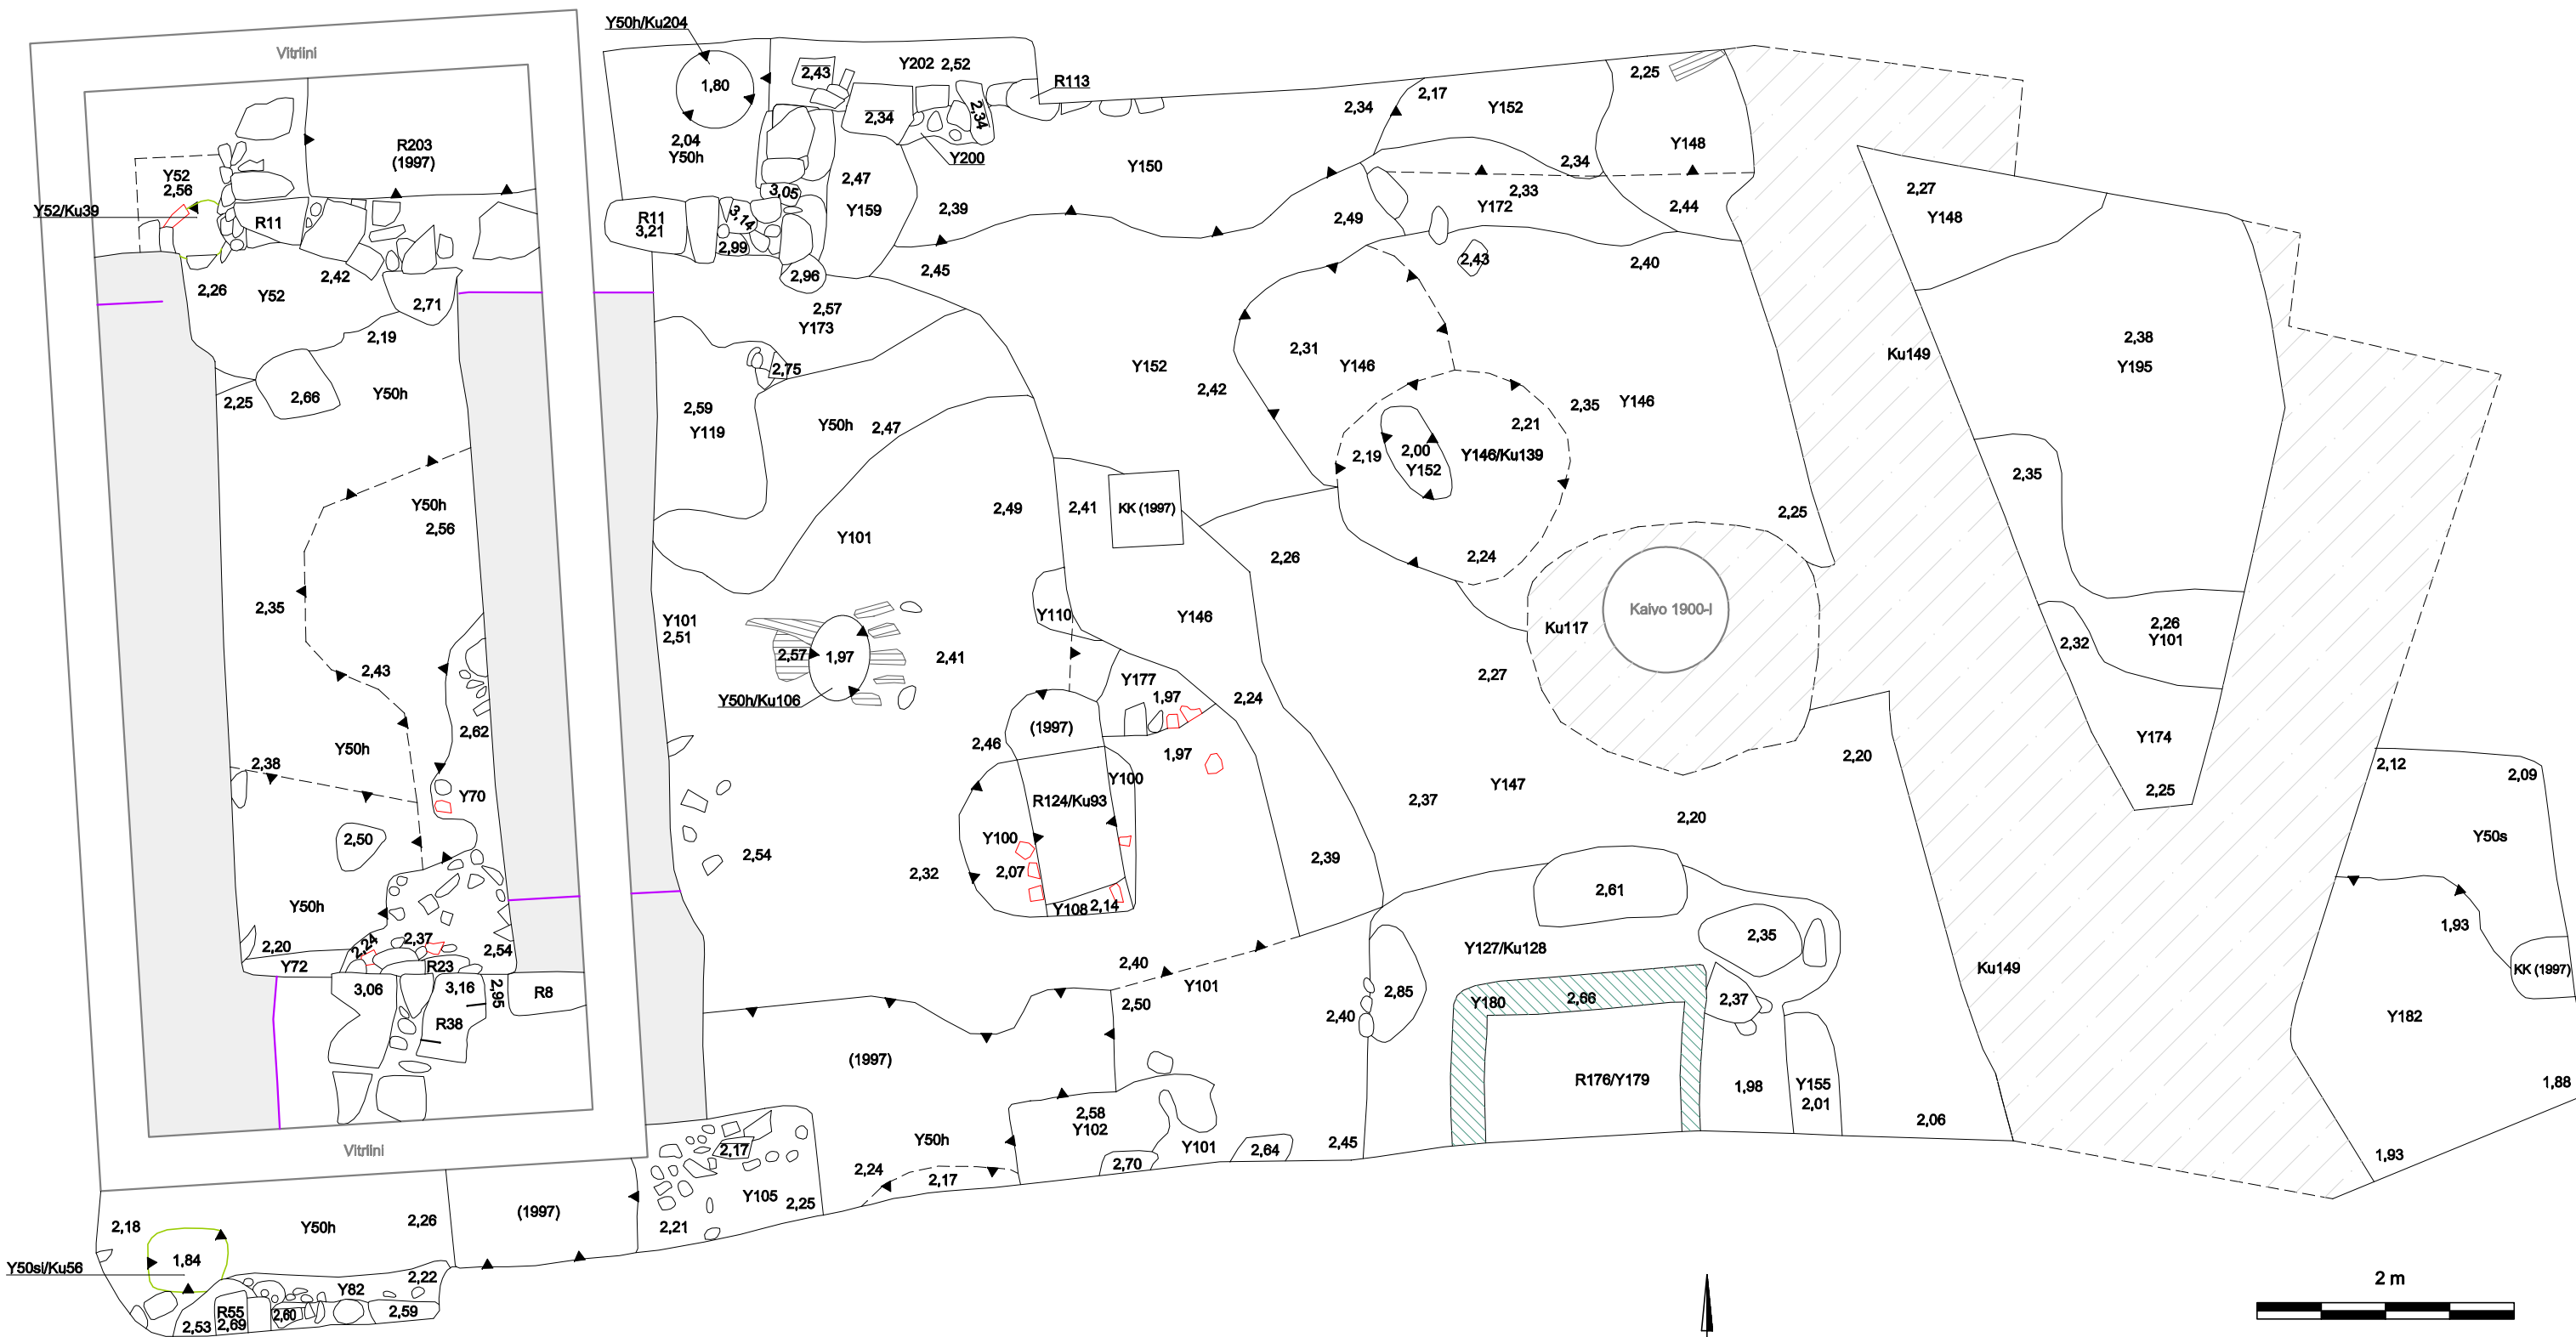 Y50h/Ku204
Vitriini
1,80
2,43
Y202 2,52
R113
2,34
2,34
Y200
2,04
Y50h
R203
(1997)
Y52
2,56
Y52/Ku39
R11
2,42
2,26
Y52
2,71
2,19
2,66
2,25
Y50h
R11
3,21
3,05
3,14
2,99
2,96
2,47
Y159
2,39
2,45
2,57
Y173
2,75
2,59
Y119
Y50h
2,47
Y150
2,34
2,17
Y152
2,25
Y148
2,34
2,33
Y172
2,49
2,44
2,43
2,40
2,27
Y148
2,38
Y195
Ku149
Y152
2,42
2,31
Y146
2,35
Y146
2,21
2,19
2,00
Y152
Y146/Ku139
2,24
2,25
2,35
Y50h
2,56
2,35
2,43
Y50h
2,38
2,62
Y70
2,50
Y50h
2,20
Y72
2,24
2,37
2,54
R23
3,06
3,16
2,95
R8
R38
Vitriini
2,49
2,41
KK (1997)
Y101
Y101
2,51
2,57
1,97
2,41
Y50h/Ku106
Y110
Y146
2,26
Y177
1,97
2,24
(1997)
2,46
1,97
Y100
R124/Ku93
Y100
2,07
Y108
2,14
2,54
2,32
2,39
Ku117
Kaivo 1900-l
2,27
2,37
Y147
2,20
2,20
2,32
2,26
Y101
Y174
2,25
2,12
2,09
Y50s
1,93
KK (1997)
Y182
1,88
1,93
Ku149
2,61
2,35
Y127/Ku128
2,85
2,37
Y180
2,66
R176/Y179
1,98
Y155
2,01
2,06
2,40
Y101
2,50
2,40
(1997)
Y50h
2,58
Y102
Y101
2,64
2,45
2,70
2,24
2,17
2,17
Y105
2,25
2,21
2,18
Y50h
2,26
(1997)
1,84
Y50si/Ku56
Y82
2,22
R55
2,69
2,60
2,59
2,53
2 m